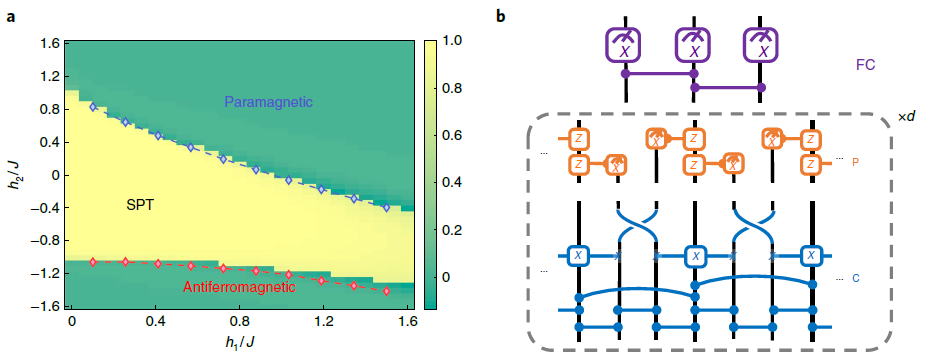 a
1.6
1.2
0.8
0.4
0
−0.4
−0.8
−1.2
−1.6
h₂/J
0
0.4
0.8
1.2
1.6
h₁/J
Paramagnetic
SPT
Antiferromagnetic
1.0
0.8
0.6
0.4
0.2
0
b
X X X
FC
×d
Z X Z X Z
... Z X Z X Z ... P
X X X
... ... C